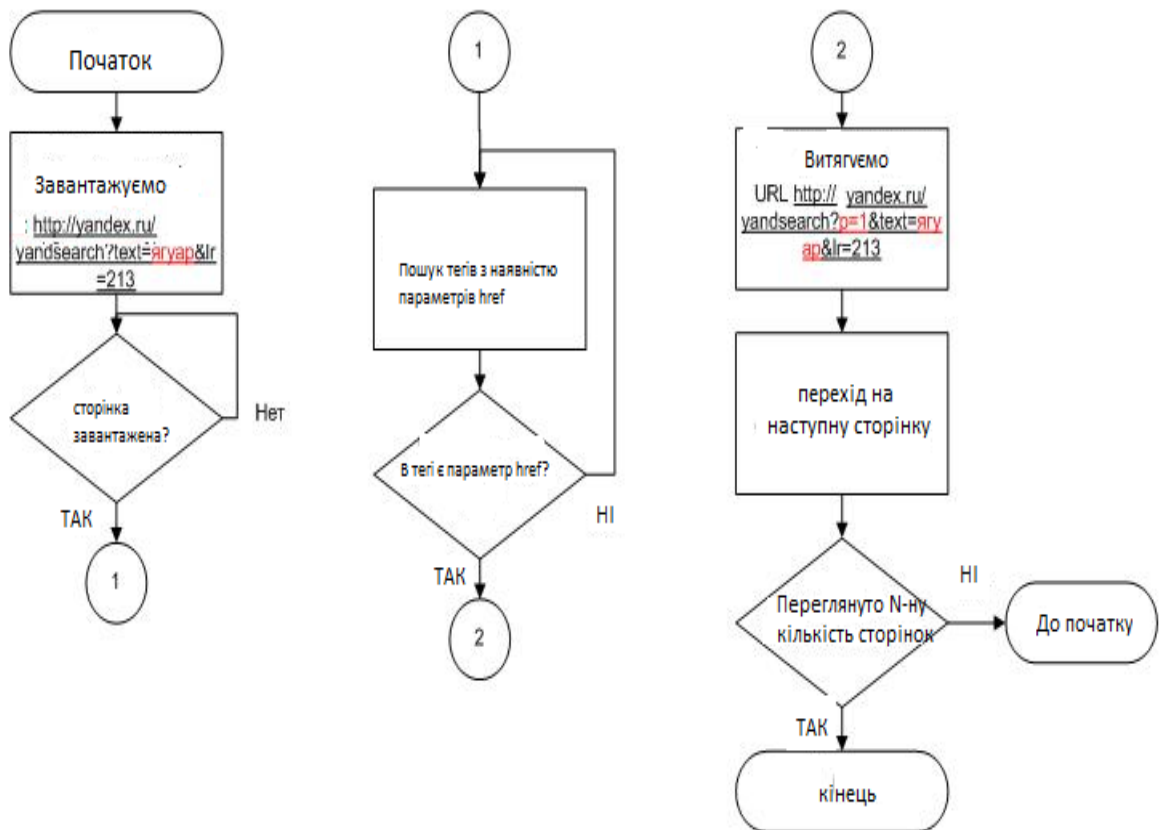 Початок
Завантажуємо
: http://yandex.ru/
yandsearch?text=ягуар&lr
=213
сторінка
завантажена?
Нет
ТАК
1
1
Пошук тегів з наявністю
параметрів href
В тегі є параметр href?
НІ
ТАК
2
2
Витягуємо
URL http:// yandex.ru/
yandsearch?p=1&text=ягу
ар&lr=213
перехід на
наступну сторінку
Переглянуто N-ну
кількість сторінок
НІ
До початку
ТАК
кінець